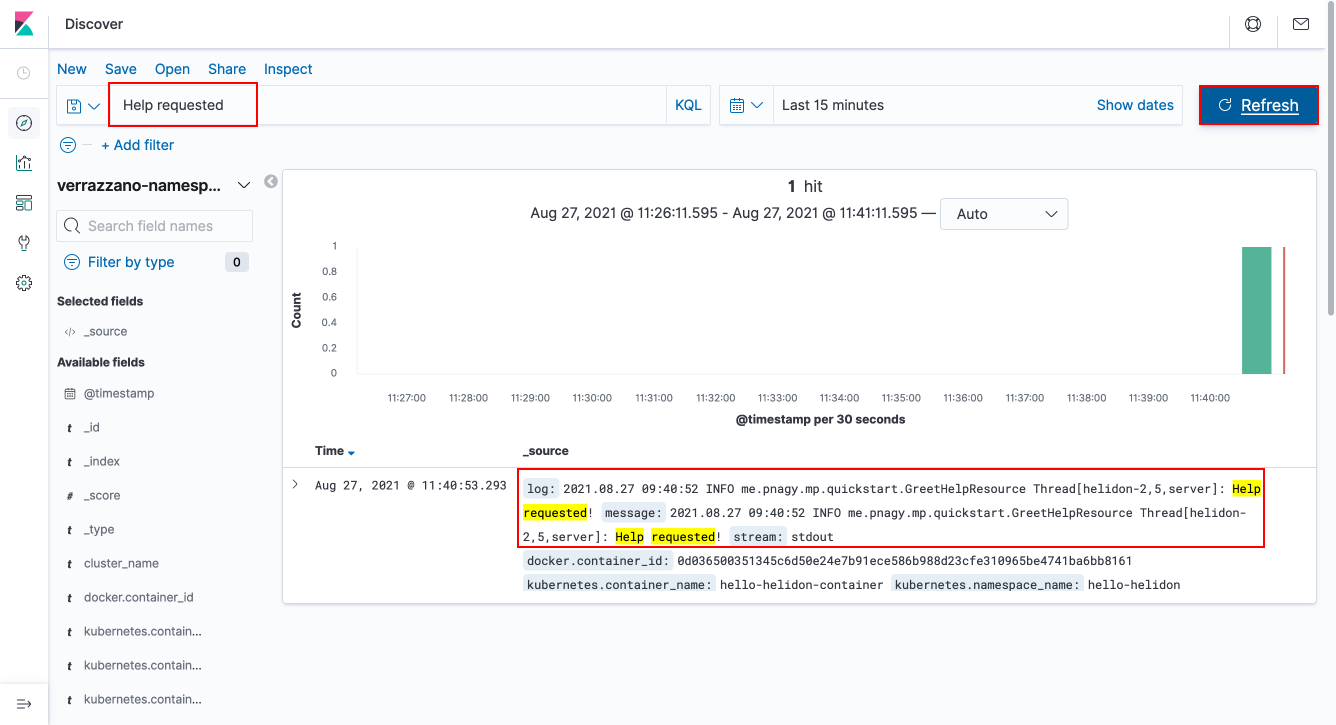 Discover
New Save Open Share Inspect
Help requested
KQL
Last 15 minutes
Show dates
Refresh
+ Add filter
verrazzano-namesp...
Search field names
Filter by type 0
Selected fields
</> _source
Available fields
@timestamp
t _id
t _index
# _score
t _type
t cluster_name
t docker.container_id
t kubernetes.contain...
t kubernetes.contain...
t kubernetes.contain...
1 hit
Aug 27, 2021 @ 11:26:11.595 - Aug 27, 2021 @ 11:41:11.595 —
Auto
Count
1
0.8
0.6
0.4
0.2
0
11:27:00 11:28:00 11:29:00 11:30:00 11:31:00 11:32:00 11:33:00 11:34:00 11:35:00 11:36:00 11:37:00 11:38:00 11:39:00 11:40:00
@timestamp per 30 seconds
Time _source
Aug 27, 2021 @ 11:40:53.293
log: 2021.08.27 09:40:52 INFO me.pnagy.mp.quickstart.GreetHelpResource Thread[helidon-2,5,server]: Help
requested! message: 2021.08.27 09:40:52 INFO me.pnagy.mp.quickstart.GreetHelpResource Thread[helidon-
2,5,server]: Help requested! stream: stdout
docker.container_id: 0d036500351345c6d50e24e7b91ece586b988d23cfe310965be4741ba6bb8161
kubernetes.container_name: hello-helidon-container kubernetes.namespace_name: hello-helidon